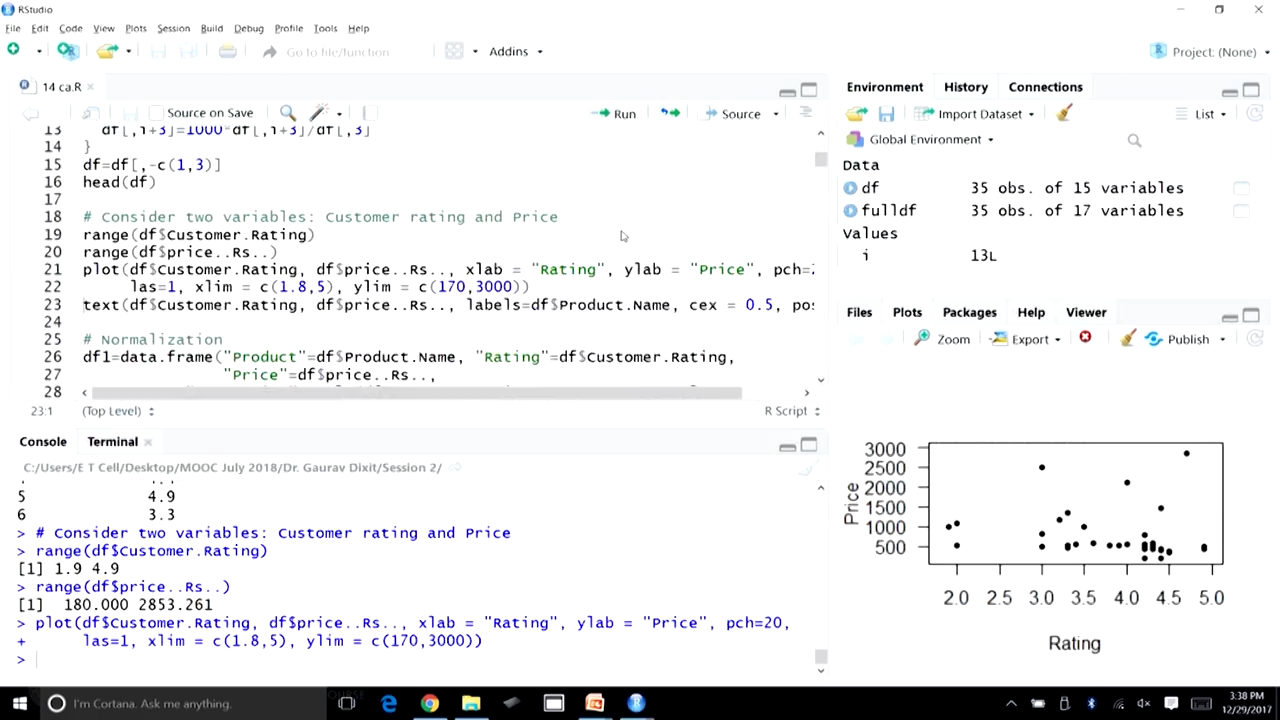 RStudio
File Edit Code View Plots Session Build Debug Profile Tools Help
Go to file/function Addins Project: (None)
14 ca.R
Source on Save Run Source
13 df[,i+3]=1000*df[,i+3]/df[,3]
14 }
15 df=df[,-c(1,3)]
16 head(df)
17
18 # Consider two variables: Customer rating and Price
19 range(df$Customer.Rating)
20 range(df$price..Rs..)
21 plot(df$Customer.Rating, df$price..Rs.., xlab = "Rating", ylab = "Price", pch=
22 las=1, xlim = c(1.8,5), ylim = c(170,3000))
23 text(df$Customer.Rating, df$price..Rs.., labels=df$Product.Name, cex = 0.5, pos
24
25 # Normalization
26 df1=data.frame("Product"=df$Product.Name, "Rating"=df$Customer.Rating,
27 "Price"=df$price..Rs..,
28
23:1 (Top Level) R Script
Console Terminal
C:/Users/E T Cell/Desktop/MOOC July 2018/Dr. Gaurav Dixit/Session 2/
5 4.9
6 3.3
> # Consider two variables: Customer rating and Price
> range(df$Customer.Rating)
[1] 1.9 4.9
> range(df$price..Rs..)
[1] 180.000 2853.261
> plot(df$Customer.Rating, df$price..Rs.., xlab = "Rating", ylab = "Price", pch=20,
+ las=1, xlim = c(1.8,5), ylim = c(170,3000))
>
Environment History Connections
Import Dataset List
Global Environment
Data
df 35 obs. of 15 variables
fulldf 35 obs. of 17 variables
Values
i 13L
Files Plots Packages Help Viewer
Zoom Export Publish
3000
2500
2000
1500
1000
500
Price
2.0 2.5 3.0 3.5 4.0 4.5 5.0
Rating
I'm Cortana. Ask me anything.
3:38 PM
12/29/2017